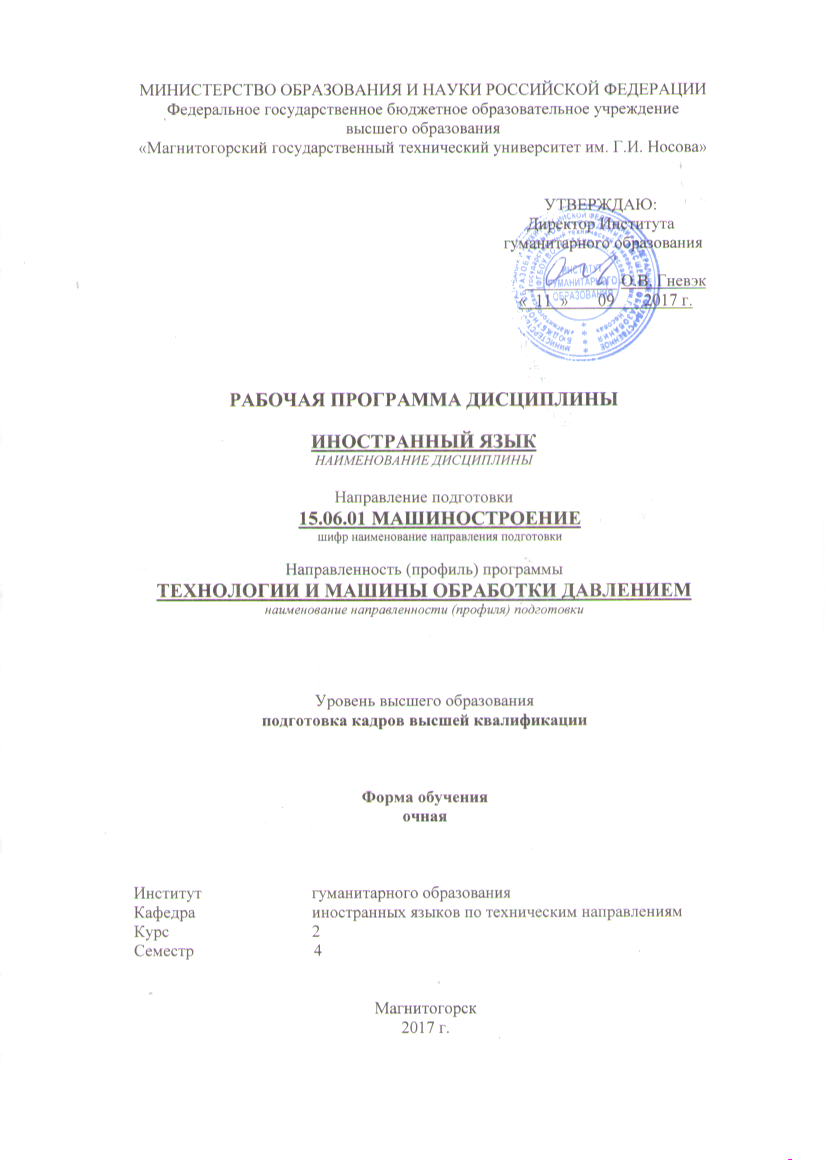 МИНИСТЕРСТВО ОБРАЗОВАНИЯ И НАУКИ РОССИЙСКОЙ ФЕДЕРАЦИИ
Федеральное государственное бюджетное образовательное учреждение
высшего образования
«Магнитогорский государственный технический университет им. Г.И. Носова»
УТВЕРЖДАЮ:
Директор Института
гуманитарного образования
О.В. Гневэк
« 11 » 09 2017 г.
ИНСТИТУТ
ГУМАНИТАРНОГО
ОБРАЗОВАНИЯ
РАБОЧАЯ ПРОГРАММА ДИСЦИПЛИНЫ
ИНОСТРАННЫЙ ЯЗЫК
НАИМЕНОВАНИЕ ДИСЦИПЛИНЫ
Направление подготовки
15.06.01 МАШИНОСТРОЕНИЕ
шифр наименование направления подготовки
Направленность (профиль) программы
ТЕХНОЛОГИИ И МАШИНЫ ОБРАБОТКИ ДАВЛЕНИЕМ
наименование направленности (профиля) подготовки
Уровень высшего образования
подготовка кадров высшей квалификации
Форма обучения
очная
Институт гуманитарного образования
Кафедра иностранных языков по техническим направлениям
Курс 2
Семестр 4
Магнитогорск
2017 г.